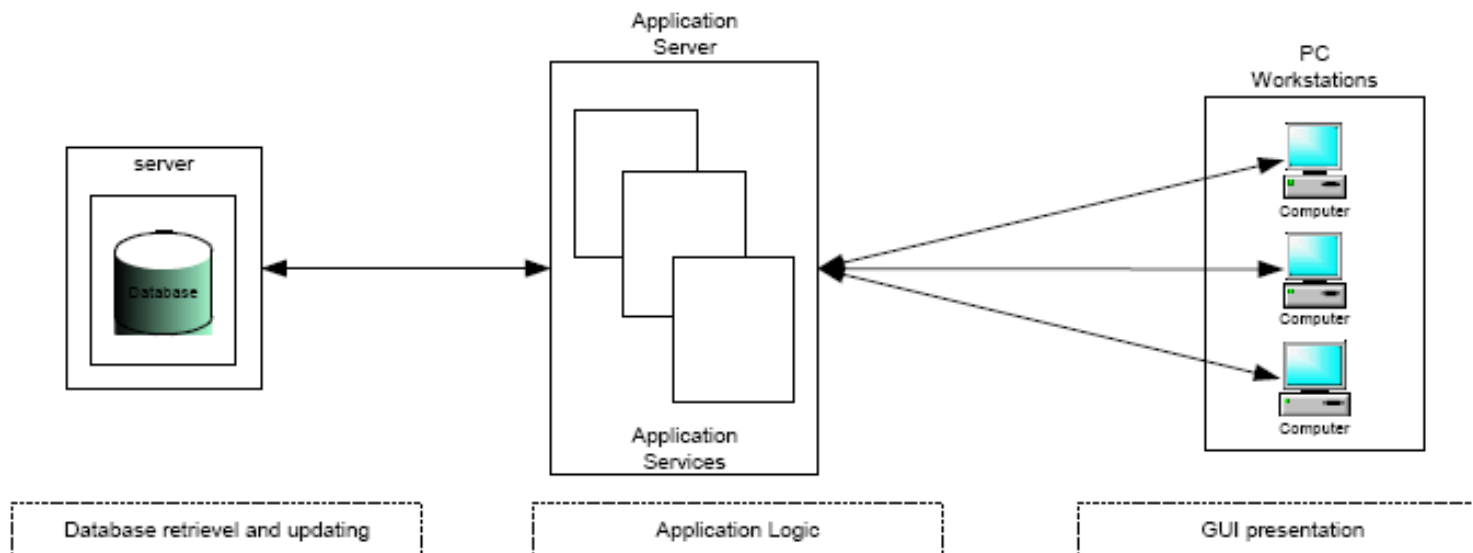 Application
Server
PC
Workstations
server
Database
Computer
Computer
Computer
Application
Services
Database retrievel and updating
Application Logic
GUI presentation